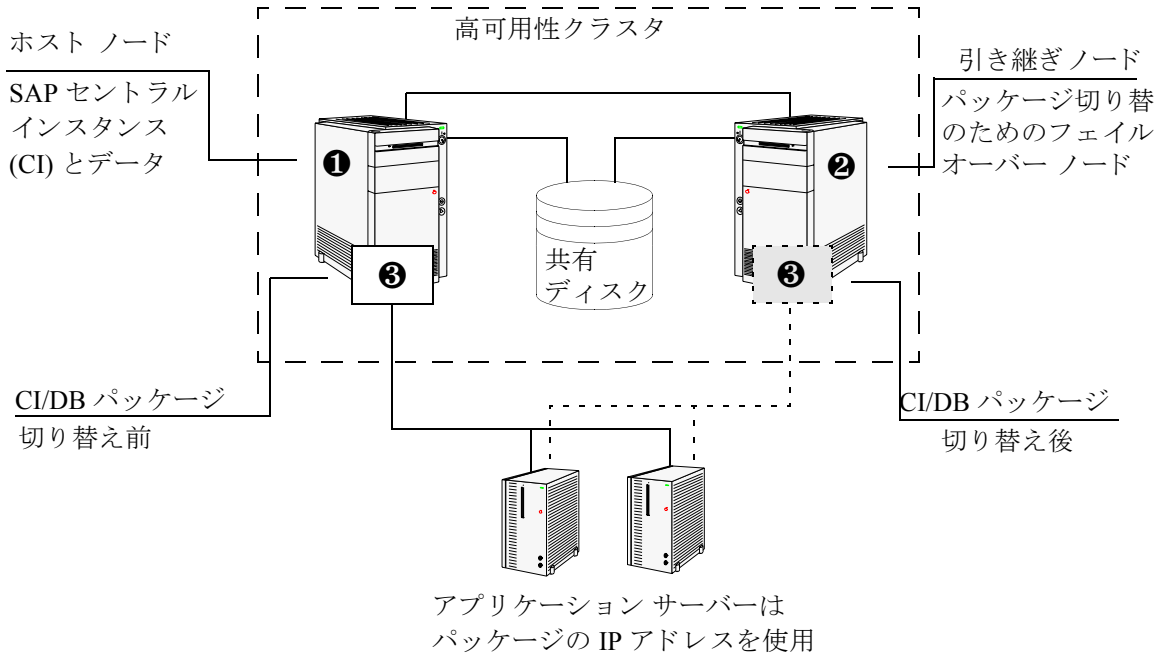 高可用性クラスタ
ホスト ノード
SAP セントラル
インスタンス
(CI) とデータ
引き継ぎ ノード
パッケージ切り替
のためのフェイル
オーバー ノード
❶
❷
共有
ディスク
❸
❸
CI/DB パッケージ
切り替え前
CI/DB パッケージ
切り替え後
アプリケーション サーバーは
パッケージの IP アドレスを使用